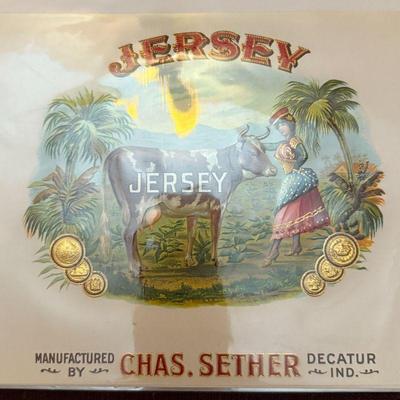 JERSEY
JERSEY
MANUFACTURED BY
CHAS. SETHER
DECATUR IND.